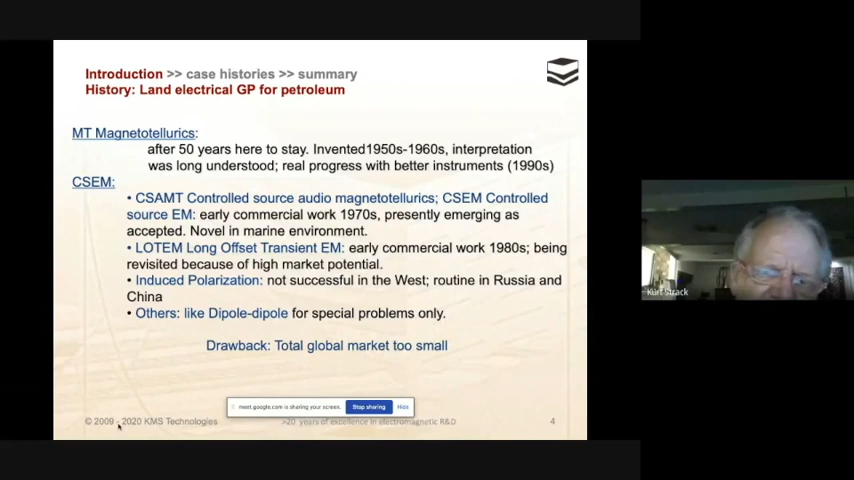 Introduction >> case histories >> summary
History: Land electrical GP for petroleum
MT Magnetotellurics:
after 50 years here to stay. Invented1950s-1960s, interpretation
was long understood; real progress with better instruments (1990s)
CSEM:
• CSAMT Controlled source audio magnetotellurics; CSEM Controlled
source EM: early commercial work 1970s, presently emerging as
accepted. Novel in marine environment.
• LOTEM Long Offset Transient EM: early commercial work 1980s; being
revisited because of high market potential.
• Induced Polarization: not successful in the West; routine in Russia and
China
• Others: like Dipole-dipole for special problems only.
Drawback: Total global market too small
meet.google.com is sharing your screen. Stop sharing Hide
© 2009 - 2020 KMS Technologies >20 years of excellence in electromagnetic R&D 4
Kurt Strack